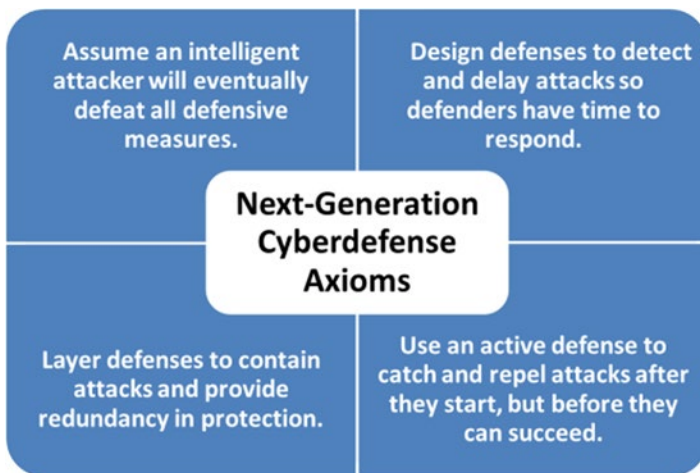 Assume an intelligent
attacker will eventually
defeat all defensive
measures.
Design defenses to detect
and delay attacks so
defenders have time to
respond.
Next-Generation
Cyberdefense
Axioms
Layer defenses to contain
attacks and provide
redundancy in protection.
Use an active defense to
catch and repel attacks after
they start, but before they
can succeed.